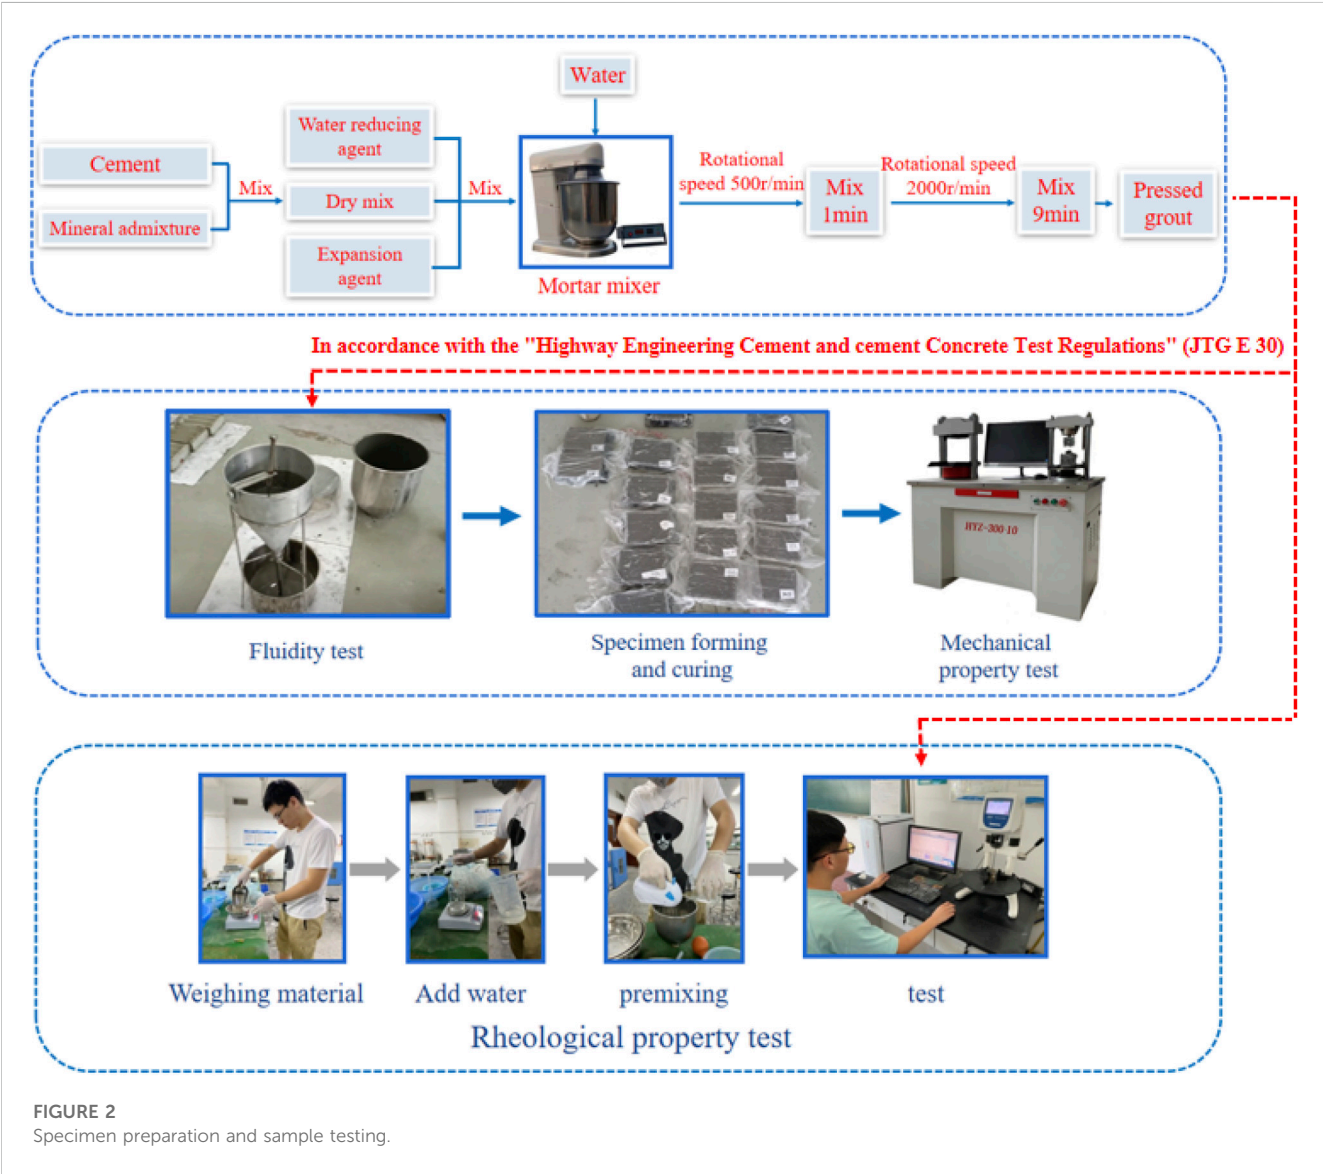 Water
Water reducing
agent
Cement
Mix
Dry mix
Mix
Mineral admixture
Expansion
agent
Mortar mixer
Rotational
speed 500r/min
Mix
1min
Rotational speed
2000r/min
Mix
9min
Pressed
grout
In accordance with the "Highway Engineering Cement and cement Concrete Test Regulations" (JTG E 30)
HYZ-300·10
Fluidity test
Specimen forming
and curing
Mechanical
property test
Weighing material
Add water
premixing
test
Rheological property test
FIGURE 2
Specimen preparation and sample testing.